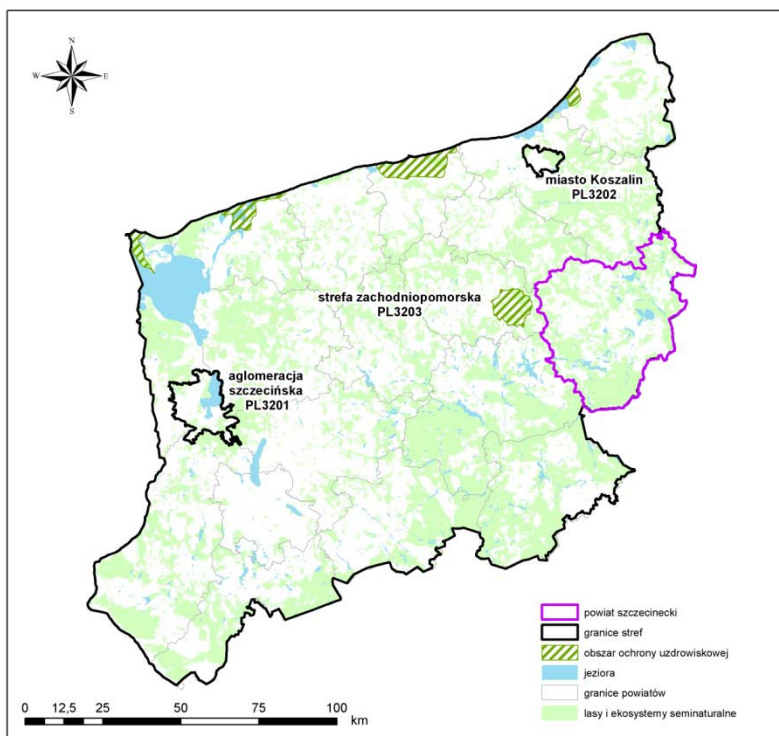 N
W E
S
miasto Koszalin
PL3202
strefa zachodniopomorska
PL3203
aglomeracja
szczecińska
PL3201
powiat szczecinecki
granice stref
obszar ochrony uzdrowiskowej
jeziora
granice powiatów
lasy i ekosystemy seminaturalne
0 12,5 25 50 75 100
km